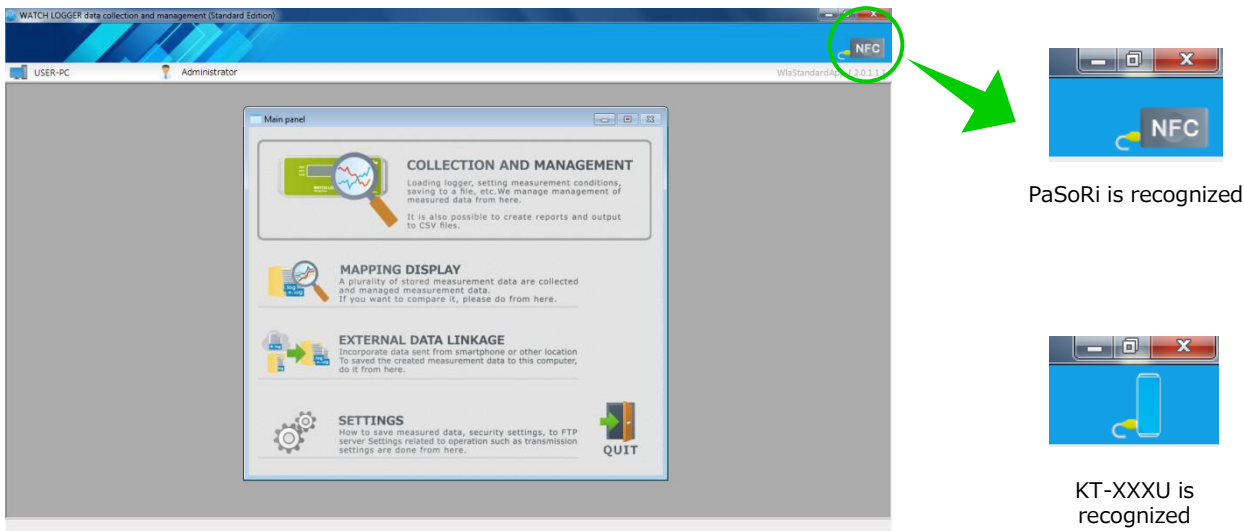 WATCH LOGGER data collection and management (Standard Edition)
NFC
USER-PC
Administrator
WlaStandardApp [ 2.0.1.1 ]
Main panel
COLLECTION AND MANAGEMENT
Loading logger, setting measurement conditions,
saving to a file, etc.We manage management of
measured data from here.
It is also possible to create reports and output
to CSV files.
MAPPING DISPLAY
A plurality of stored measurement data are collected
and managed measurement data.
If you want to compare it, please do from here.
EXTERNAL DATA LINKAGE
Incorporate data sent from smartphone or other location
To saved the created measurement data to this computer,
do it from here.
SETTINGS
How to save measured data, security settings, to FTP
server Settings related to operation such as transmission
settings are done from here.
QUIT
NFC
PaSoRi is recognized
KT-XXXU is
recognized